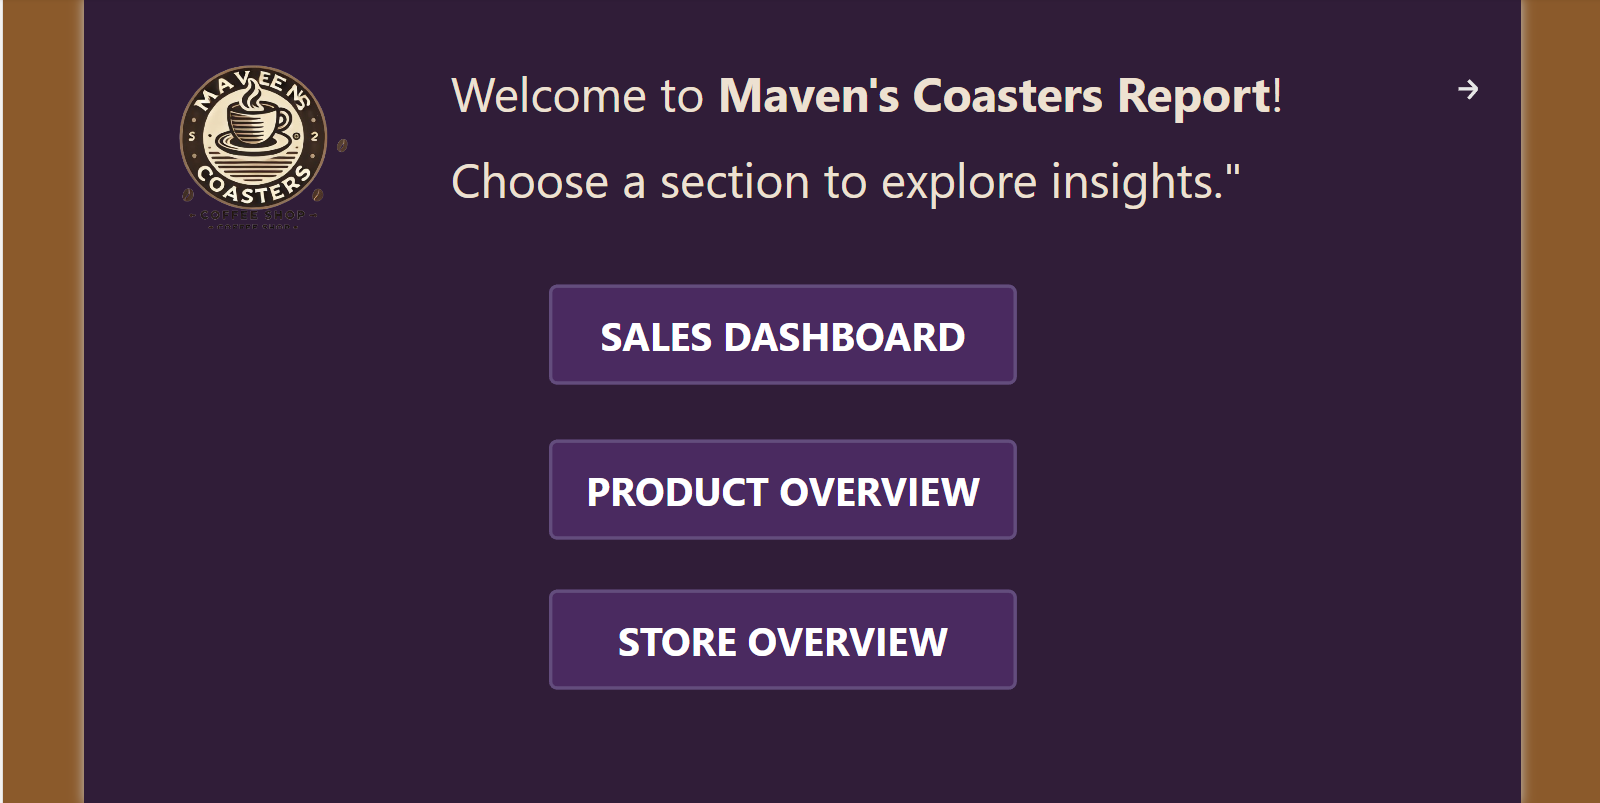 MAVEENS
S 2
COASTERS
COFFEE SHOP
Welcome to Maven's Coasters Report!
Choose a section to explore insights."
SALES DASHBOARD
PRODUCT OVERVIEW
STORE OVERVIEW